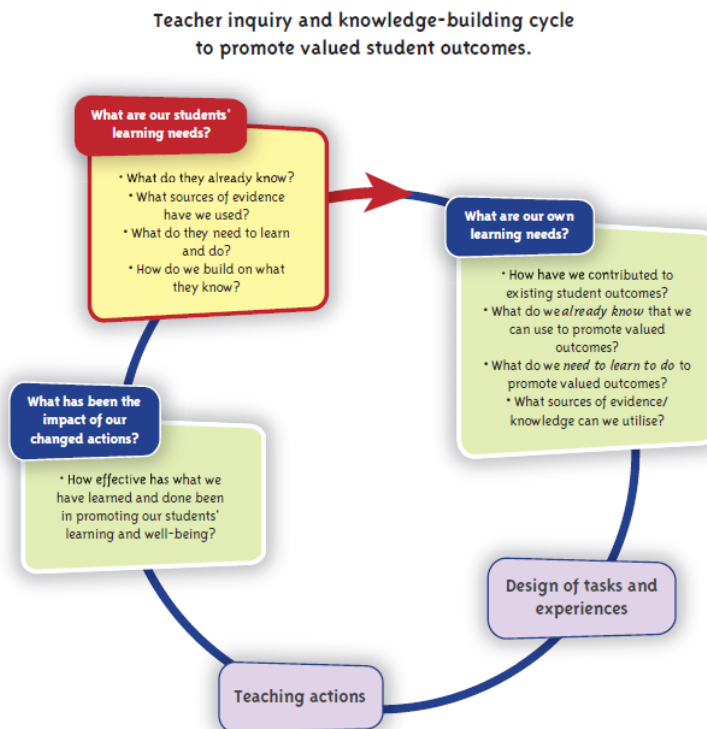 Teacher inquiry and knowledge-building cycle
to promote valued student outcomes.
What are our students'
learning needs?
• What do they already know?
• What sources of evidence
have we used?
• What do they need to learn
and do?
• How do we build on what
they know?
What are our own
learning needs?
• How have we contributed to
existing student outcomes?
• What do we already know that we
can use to promote valued
outcomes?
• What do we need to learn to do to
promote valued outcomes?
• What sources of evidence/
knowledge can we utilise?
Design of tasks and
experiences
Teaching actions
What has been the
impact of our
changed actions?
• How effective has what we
have learned and done been
in promoting our students'
learning and well-being?